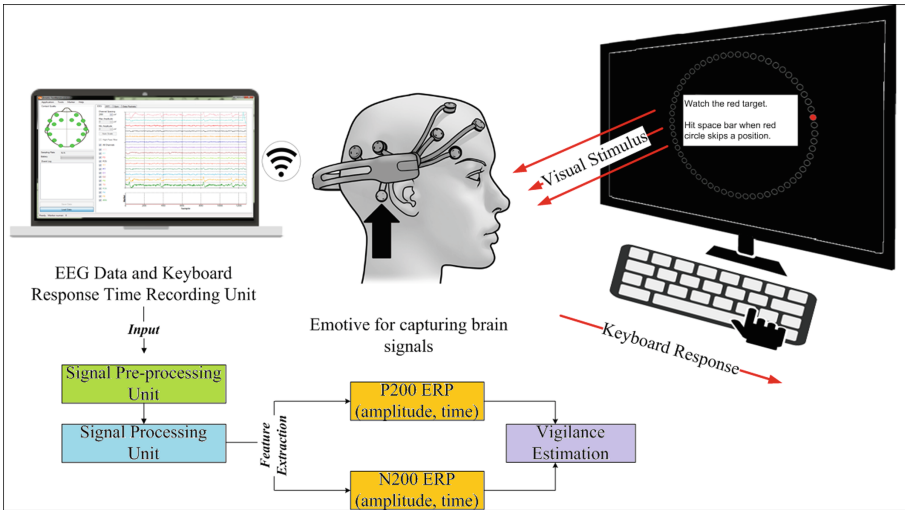 Watch the red target.
Hit space bar when red
circle skips a position.
Visual Stimulus
EEG Data and Keyboard
Response Time Recording Unit
Input
Emotive for capturing brain
signals
Keyboard Response
Signal Pre-processing
Unit
Signal Processing
Unit
Feature
Extraction
P200 ERP
(amplitude, time)
N200 ERP
(amplitude, time)
Vigilance
Estimation